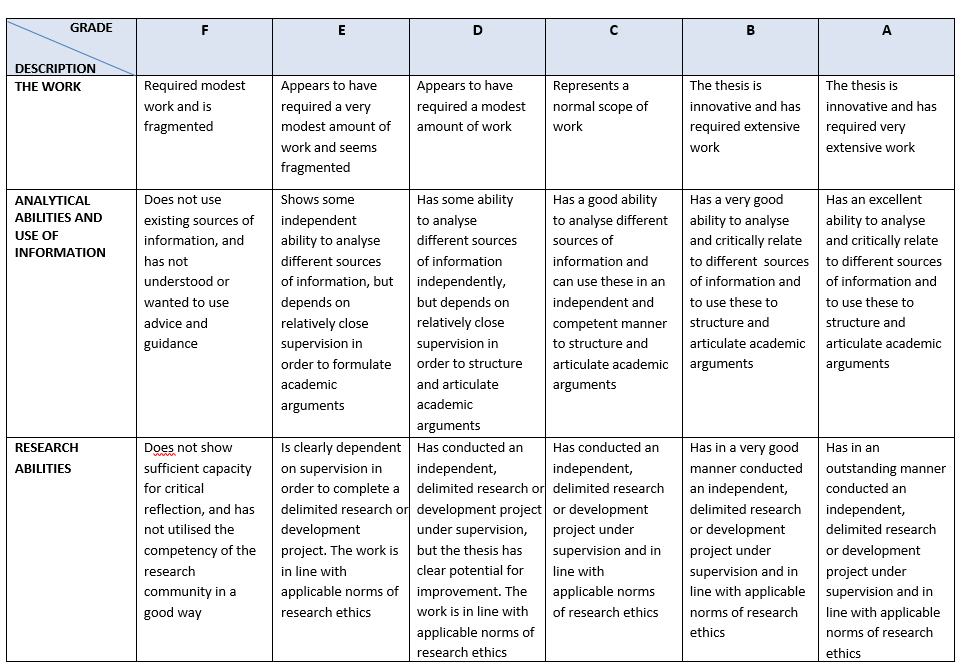 GRADE
DESCRIPTION
F
E
D
C
B
A
THE WORK
Required modest
work and is
fragmented
Appears to have
required a very
modest amount of
work and seems
fragmented
Appears to have
required a modest
amount of work
Represents a
normal scope of
work
The thesis is
innovative and has
required extensive
work
The thesis is
innovative and has
required very
extensive work
ANALYTICAL
ABILITIES AND
USE OF
INFORMATION
Does not use
existing sources of
information, and
has not
understood or
wanted to use
advice and
guidance
Shows some
independent
ability to analyse
different sources
of information, but
depends on
relatively close
supervision in
order to formulate
academic
arguments
Has some ability
to analyse
different sources
of information
independently,
but depends on
relatively close
supervision in
order to structure
and articulate
academic
arguments
Has a good ability
to analyse different
sources of
information and
can use these in an
independent and
competent manner
to structure and
articulate academic
arguments
Has a very good
ability to analyse
and critically relate
to different sources
of information and
to use these to
structure and
articulate academic
arguments
Has an excellent
ability to analyse
and critically relate
to different sources
of information and
to use these to
structure and
articulate academic
arguments
RESEARCH
ABILITIES
Does not show
sufficient capacity
for critical
reflection, and has
not utilised the
competency of the
research
community in a
good way
Is clearly dependent
on supervision in
order to complete a
delimited research or
development
project. The work is
in line with
applicable norms of
research ethics
Has conducted an
independent,
delimited research or
development project
under supervision,
but the thesis has
clear potential for
improvement. The
work is in line with
applicable norms of
research ethics
Has conducted an
independent,
delimited research
or development
project under
supervision and in
line with
applicable norms
of research ethics
Has in a very good
manner conducted
an independent,
delimited research
or development
project under
supervision and in
line with applicable
norms of research
ethics
Has in an
outstanding manner
conducted an
independent,
delimited research
or development
project under
supervision and in
line with applicable
norms of research
ethics